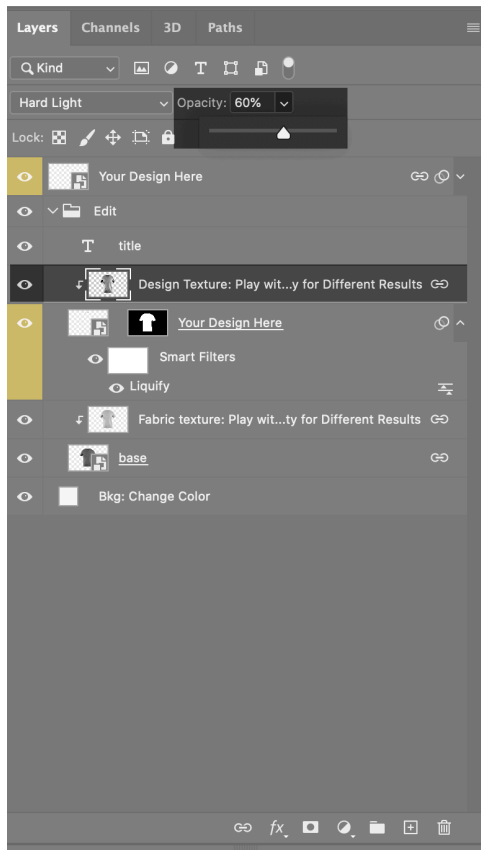 Layers Channels 3D Paths
Kind
Hard Light Opacity: 60%
Lock:
Your Design Here
Edit
T title
Design Texture: Play wit...y for Different Results
Your Design Here
Smart Filters
Liquify
Fabric texture: Play wit...ty for Different Results
base
Bkg: Change Color
fx